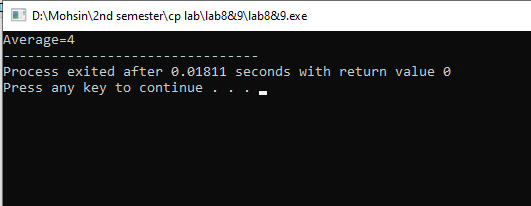 D:\Mohsin\2nd semester\cp lab\lab8&9\lab8&9.exe
Average=4
--------------------------------
Process exited after 0.01811 seconds with return value 0
Press any key to continue . . .